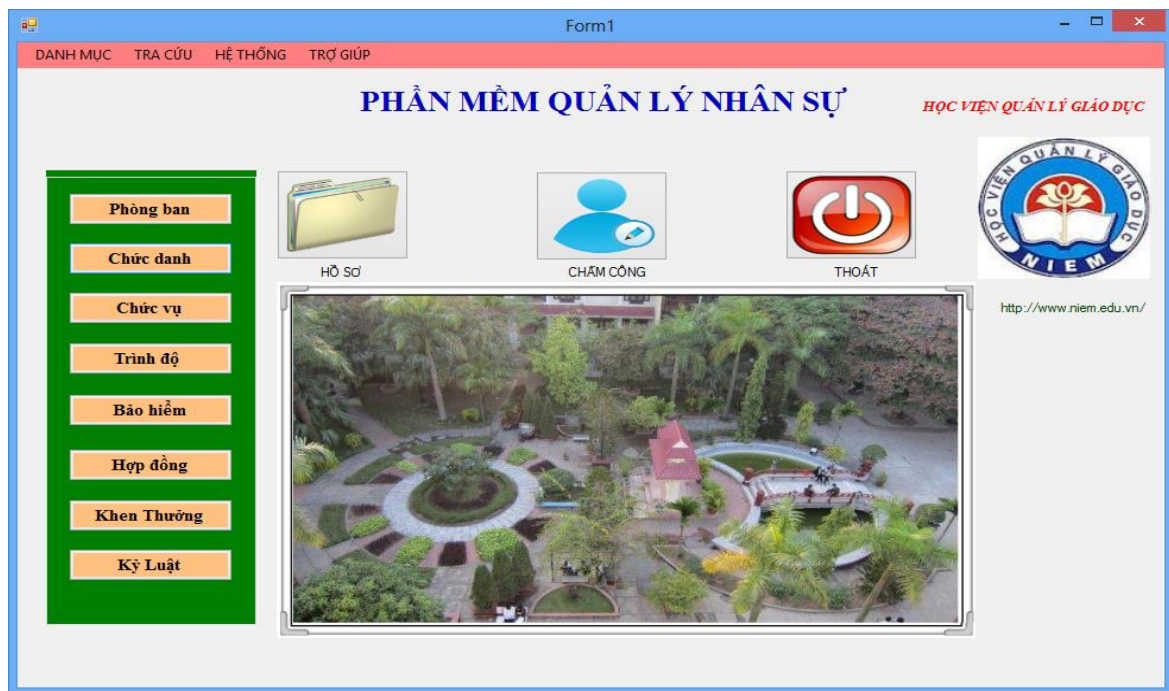 Form1
DANH MỤC TRA CỨU HỆ THỐNG TRỢ GIÚP
PHẦN MỀM QUẢN LÝ NHÂN SỰ
HỌC VIỆN QUẢN LÝ GIÁO DỤC
HỌC VIỆN QUẢN LÝ GIÁO DỤC
NIEM
http://www.niem.edu.vn/
Phòng ban
Chức danh
Chức vụ
Trình độ
Bảo hiểm
Hợp đồng
Khen Thưởng
Kỷ Luật
HỒ SƠ
CHẤM CÔNG
THOÁT